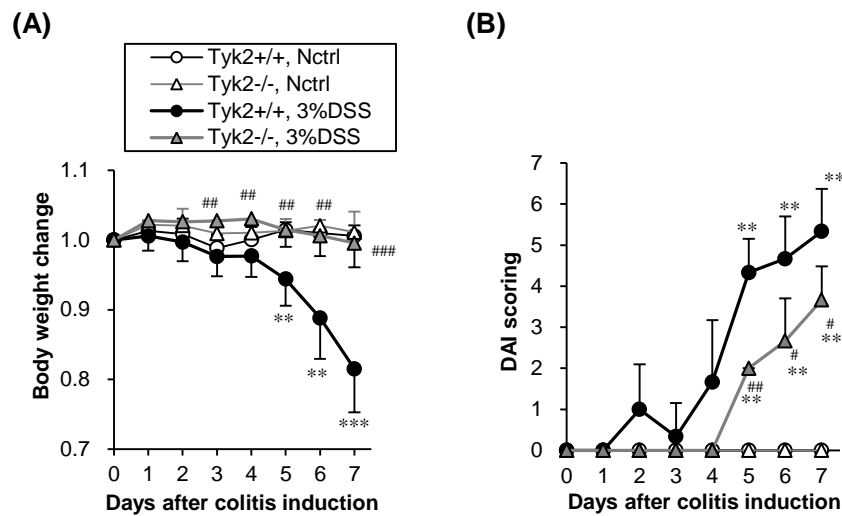 (A)
Tyk2+/+, Nctrl
Tyk2-/-, Nctrl
Tyk2+/+, 3%DSS
Tyk2-/-, 3%DSS
Body weight change
1.1
1.0
0.9
0.8
0.7
## ## ## ##
###
**
**
***
0 1 2 3 4 5 6 7
Days after colitis induction
(B)
DAI scoring
7
6
5
4
3
2
1
0
**
**
**
##
**
#
**
#
**
0 1 2 3 4 5 6 7
Days after colitis induction